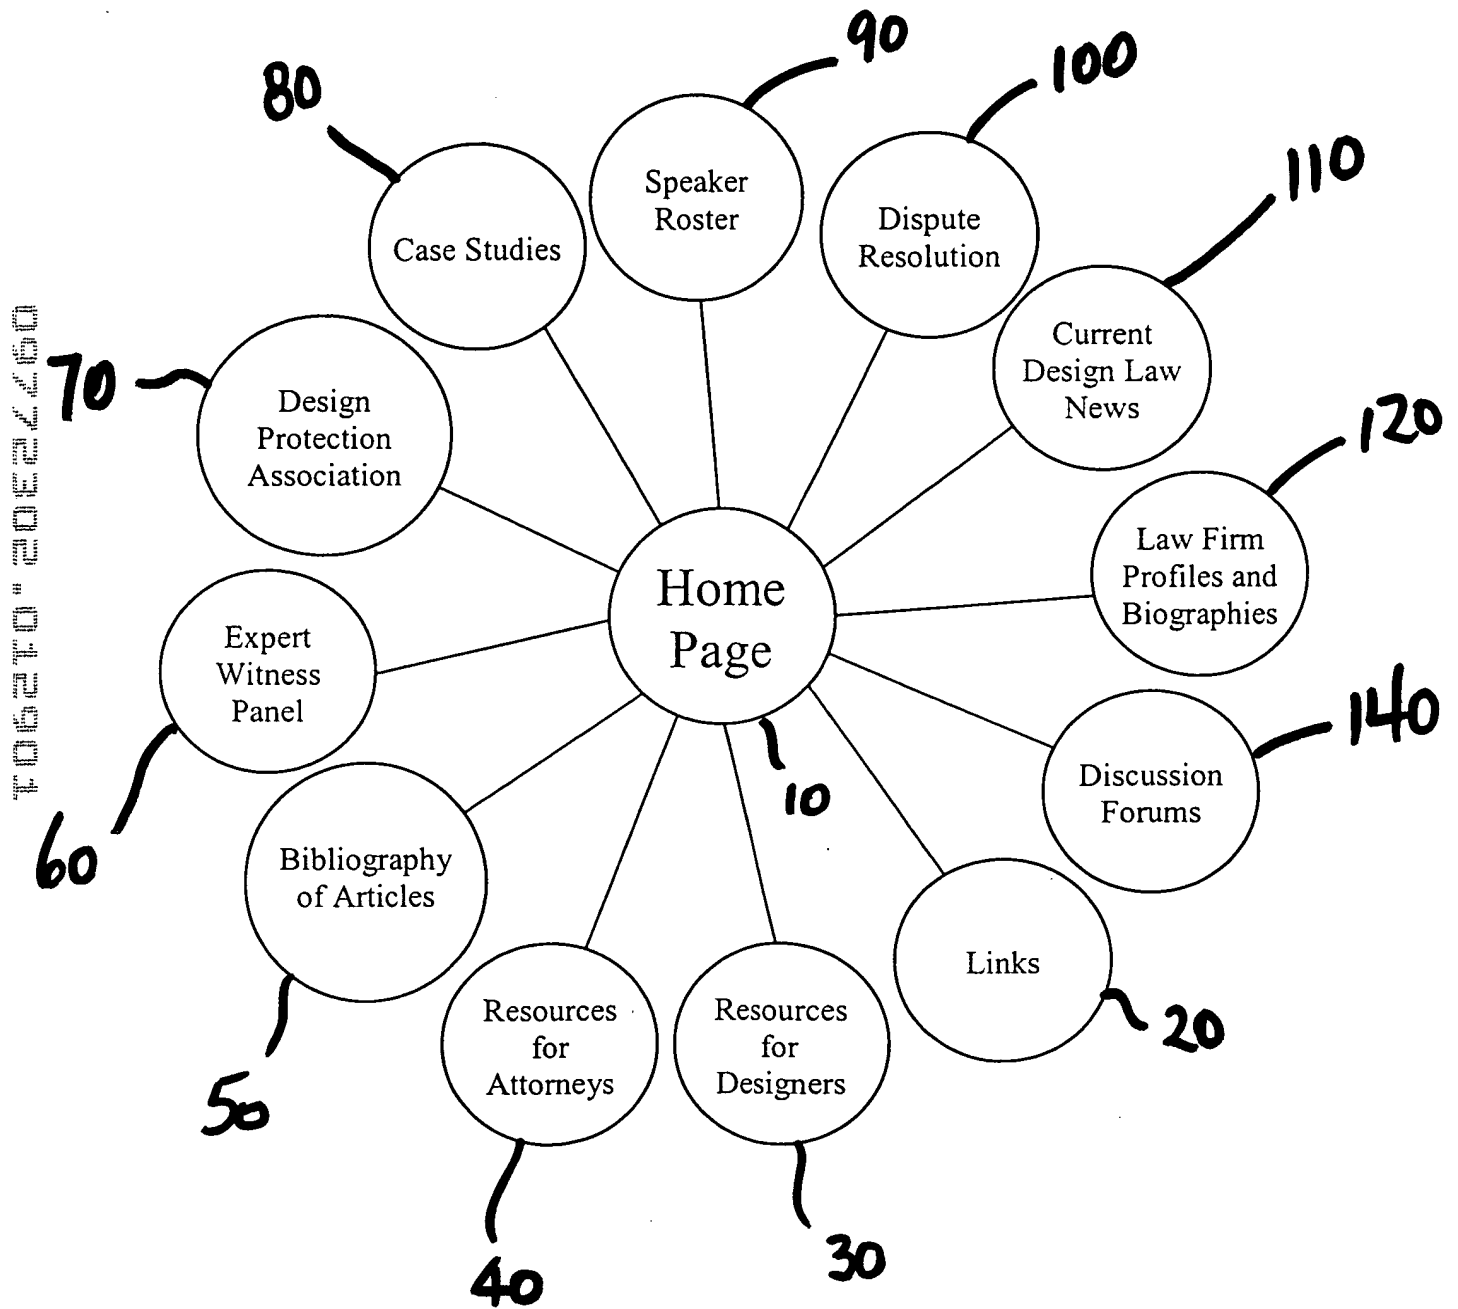 90
100
80
110
Speaker
Roster
Dispute
Resolution
Case Studies
Current
Design Law
News
70
Design
Protection
Association
120
Law Firm
Profiles and
Biographies
Home
Page
Expert
Witness
Panel
140
10
Discussion
Forums
60
Bibliography
of Articles
Links
20
Resources
for
Attorneys
Resources
for
Designers
50
40
30
09772302.012901